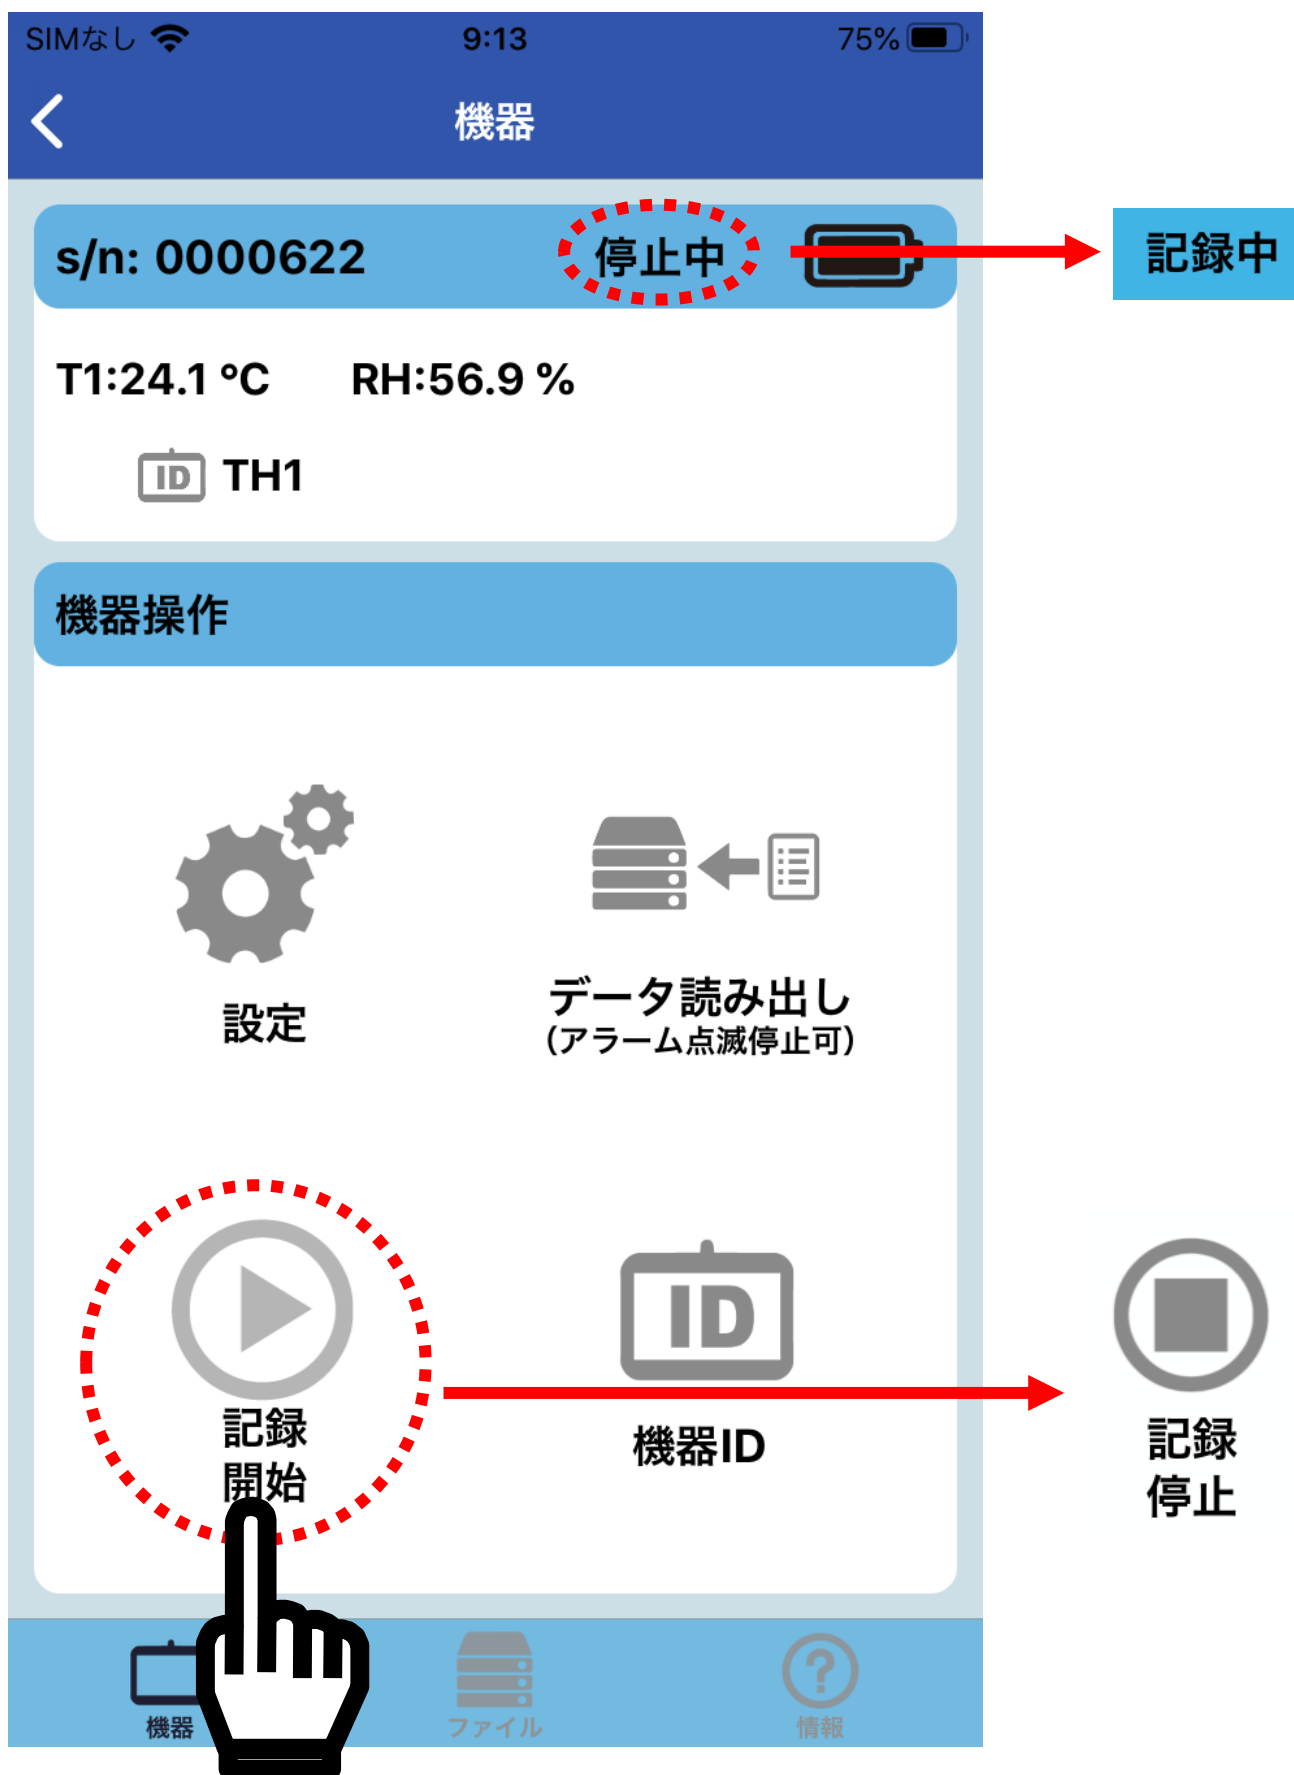 SIMなし 9:13 75%
機器
s/n: 0000622 停止中 記録中
T1:24.1 °C RH:56.9 %
ID TH1
機器操作
設定
データ読み出し
(アラーム点滅停止可)
ID
記録
開始
機器ID
記録
停止
機器 ファイル 情報